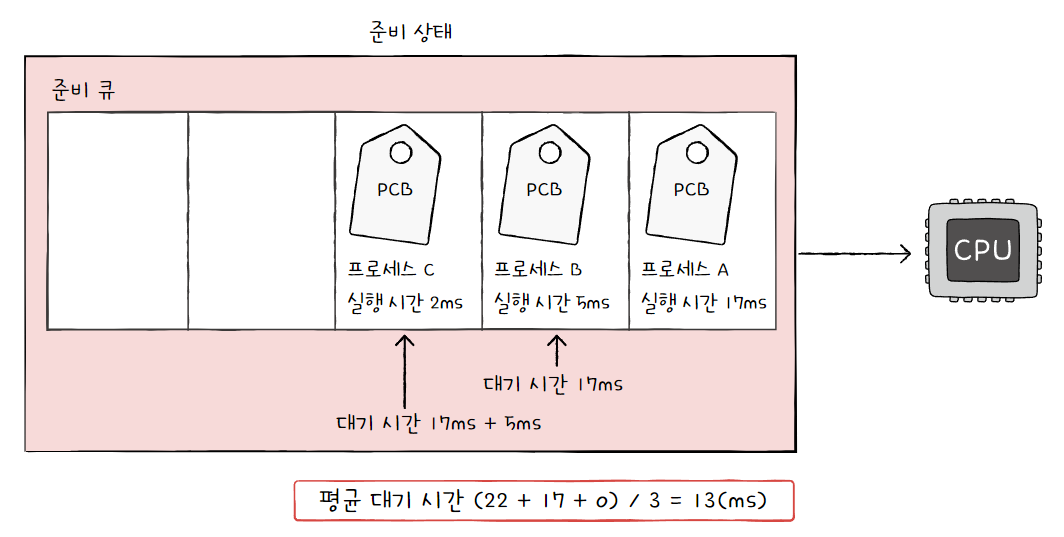 준비 상태
준비 큐
PCB
PCB
PCB
CPU
프로세스 C
실행 시간 2ms
프로세스 B
실행 시간 5ms
프로세스 A
실행 시간 17ms
대기 시간 17ms
대기 시간 17ms + 5ms
평균 대기 시간 (22 + 17 + 0) / 3 = 13(ms)